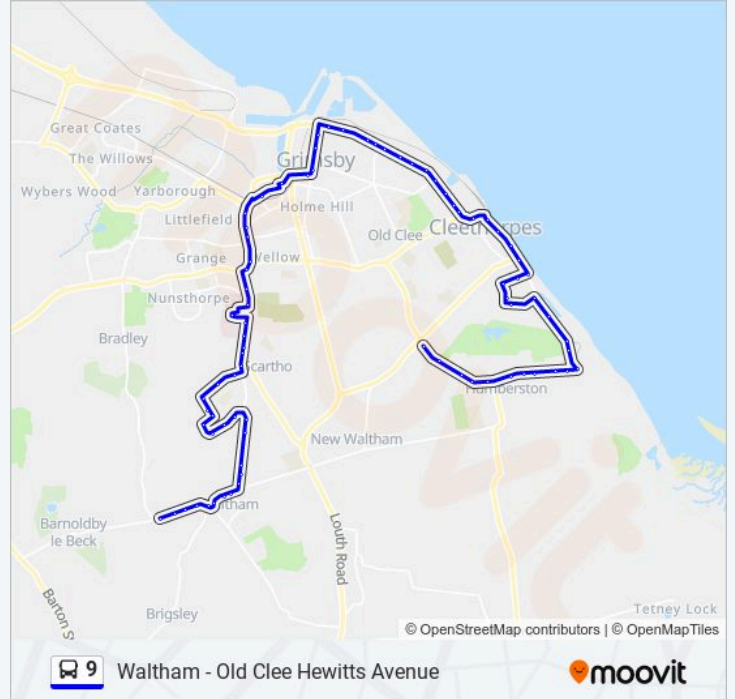 Great Coates
The Willows
Grimsby
Wybers Wood
Yarborough
Holme Hill
Littlefield
Old Clee
Cleethorpes
Grange
Wellow
Nunsthorpe
Bradley
Scartho
Humberston
New Waltham
Waltham
Barnoldby
le Beck
Louth Road
Barton S
Brigsley
Tetney Lock
© OpenStreetMap contributors | © OpenMapTiles
9 Waltham - Old Clee Hewitts Avenue
moovit